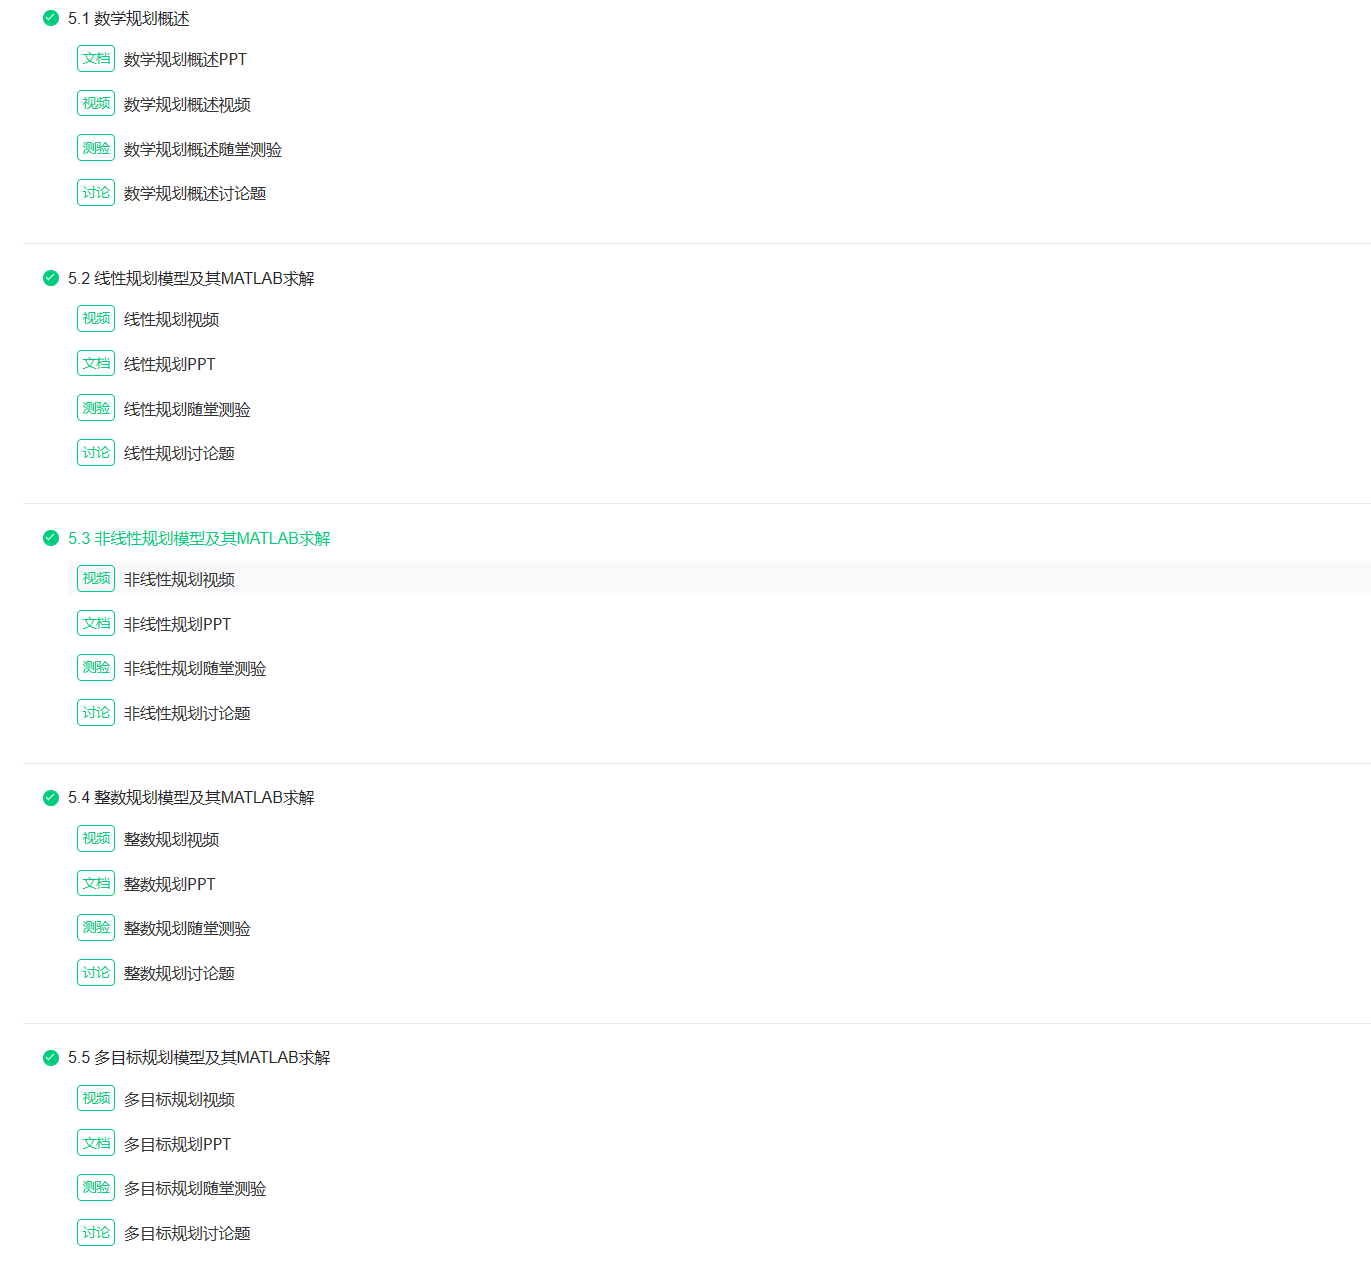 5.1 数学规划概述
文档 数学规划概述PPT
视频 数学规划概述视频
测验 数学规划概述随堂测验
讨论 数学规划概述讨论题
5.2 线性规划模型及其MATLAB求解
视频 线性规划视频
文档 线性规划PPT
测验 线性规划随堂测验
讨论 线性规划讨论题
5.3 非线性规划模型及其MATLAB求解
视频 非线性规划视频
文档 非线性规划PPT
测验 非线性规划随堂测验
讨论 非线性规划讨论题
5.4 整数规划模型及其MATLAB求解
视频 整数规划视频
文档 整数规划PPT
测验 整数规划随堂测验
讨论 整数规划讨论题
5.5 多目标规划模型及其MATLAB求解
视频 多目标规划视频
文档 多目标规划PPT
测验 多目标规划随堂测验
讨论 多目标规划讨论题